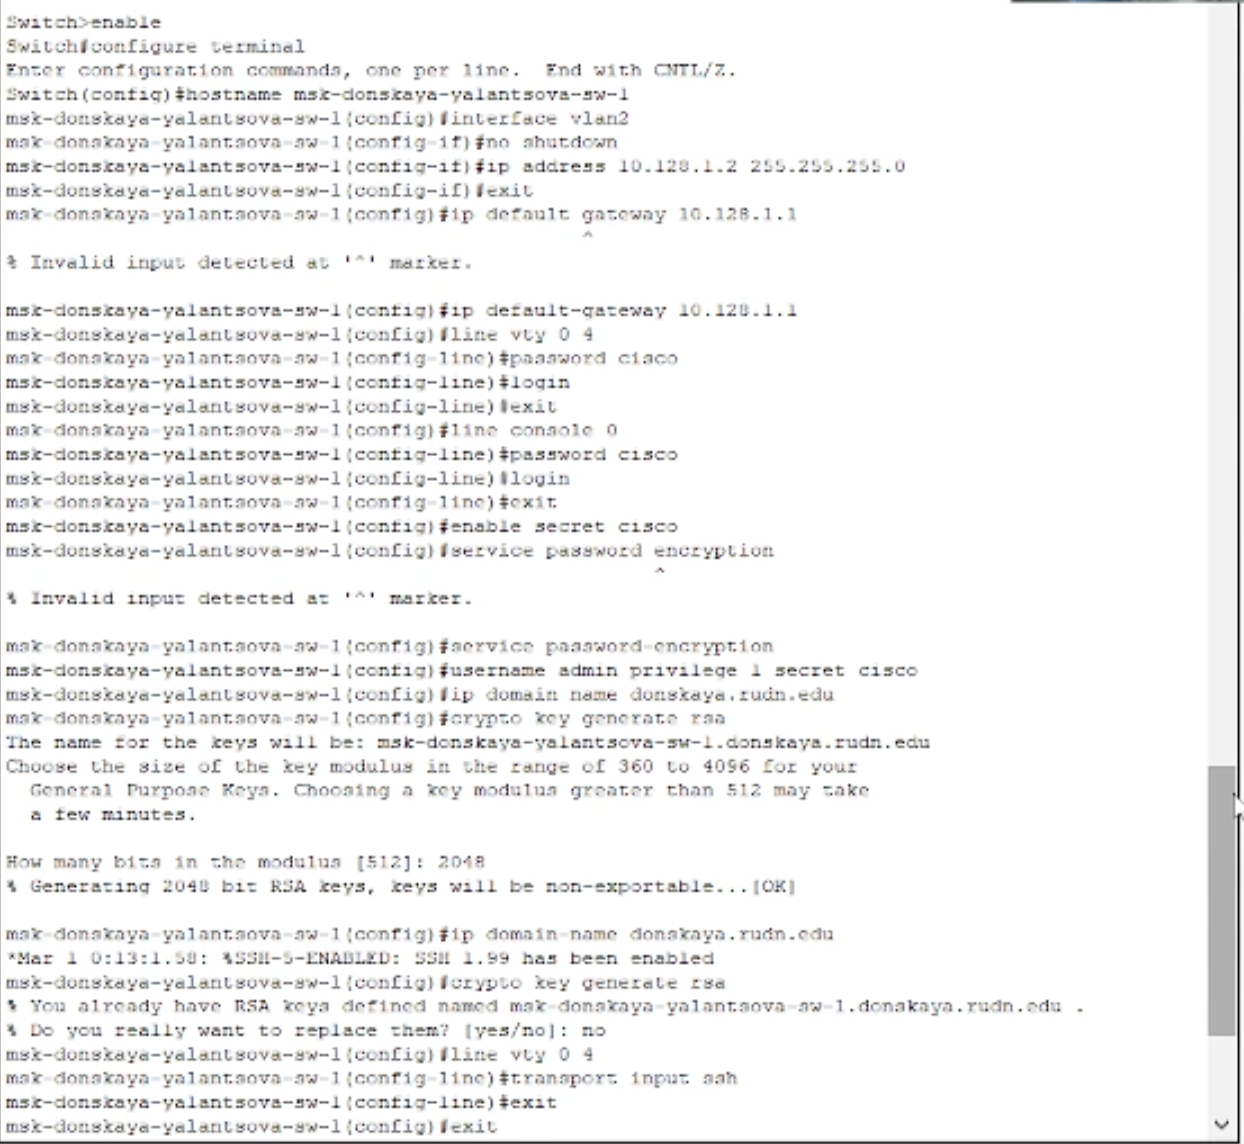 Switch>enable
Switch#configure terminal
Enter configuration commands, one per line.  End with CNTL/Z.
Switch(config)#hostname msk-donskaya-yalantsova-sw-1
msk-donskaya-yalantsova-sw-1(config)#interface vlan2
msk-donskaya-yalantsova-sw-1(config-if)#no shutdown
msk-donskaya-yalantsova-sw-1(config-if)#ip address 10.128.1.2 255.255.255.0
msk-donskaya-yalantsova-sw-1(config-if)#exit
msk-donskaya-yalantsova-sw-1(config)#ip default gateway 10.128.1.1
^
% Invalid input detected at '^' marker.
msk-donskaya-yalantsova-sw-1(config)#ip default-gateway 10.128.1.1
msk-donskaya-yalantsova-sw-1(config)#line vty 0 4
msk-donskaya-yalantsova-sw-1(config-line)#password cisco
msk-donskaya-yalantsova-sw-1(config-line)#login
msk-donskaya-yalantsova-sw-1(config-line)#exit
msk-donskaya-yalantsova-sw-1(config)#line console 0
msk-donskaya-yalantsova-sw-1(config-line)#password cisco
msk-donskaya-yalantsova-sw-1(config-line)#login
msk-donskaya-yalantsova-sw-1(config-line)#exit
msk-donskaya-yalantsova-sw-1(config)#enable secret cisco
msk-donskaya-yalantsova-sw-1(config)#service password encryption
^
% Invalid input detected at '^' marker.
msk-donskaya-yalantsova-sw-1(config)#service password-encryption
msk-donskaya-yalantsova-sw-1(config)#username admin privilege 1 secret cisco
msk-donskaya-yalantsova-sw-1(config)#ip domain name donskaya.rudn.edu
msk-donskaya-yalantsova-sw-1(config)#crypto key generate rsa
The name for the keys will be: msk-donskaya-yalantsova-sw-1.donskaya.rudn.edu
Choose the size of the key modulus in the range of 360 to 4096 for your
General Purpose Keys. Choosing a key modulus greater than 512 may take
a few minutes.
How many bits in the modulus [512]: 2048
% Generating 2048 bit RSA keys, keys will be non-exportable...[OK]
msk-donskaya-yalantsova-sw-1(config)#ip domain-name donskaya.rudn.edu
*Mar 1 0:13:1.58: %SSH-5-ENABLED: SSH 1.99 has been enabled
msk-donskaya-yalantsova-sw-1(config)#crypto key generate rsa
% You already have RSA keys defined named msk-donskaya-yalantsova-sw-1.donskaya.rudn.edu .
% Do you really want to replace them? [yes/no]: no
msk-donskaya-yalantsova-sw-1(config)#line vty 0 4
msk-donskaya-yalantsova-sw-1(config-line)#transport input ssh
msk-donskaya-yalantsova-sw-1(config-line)#exit
msk-donskaya-yalantsova-sw-1(config)#exit